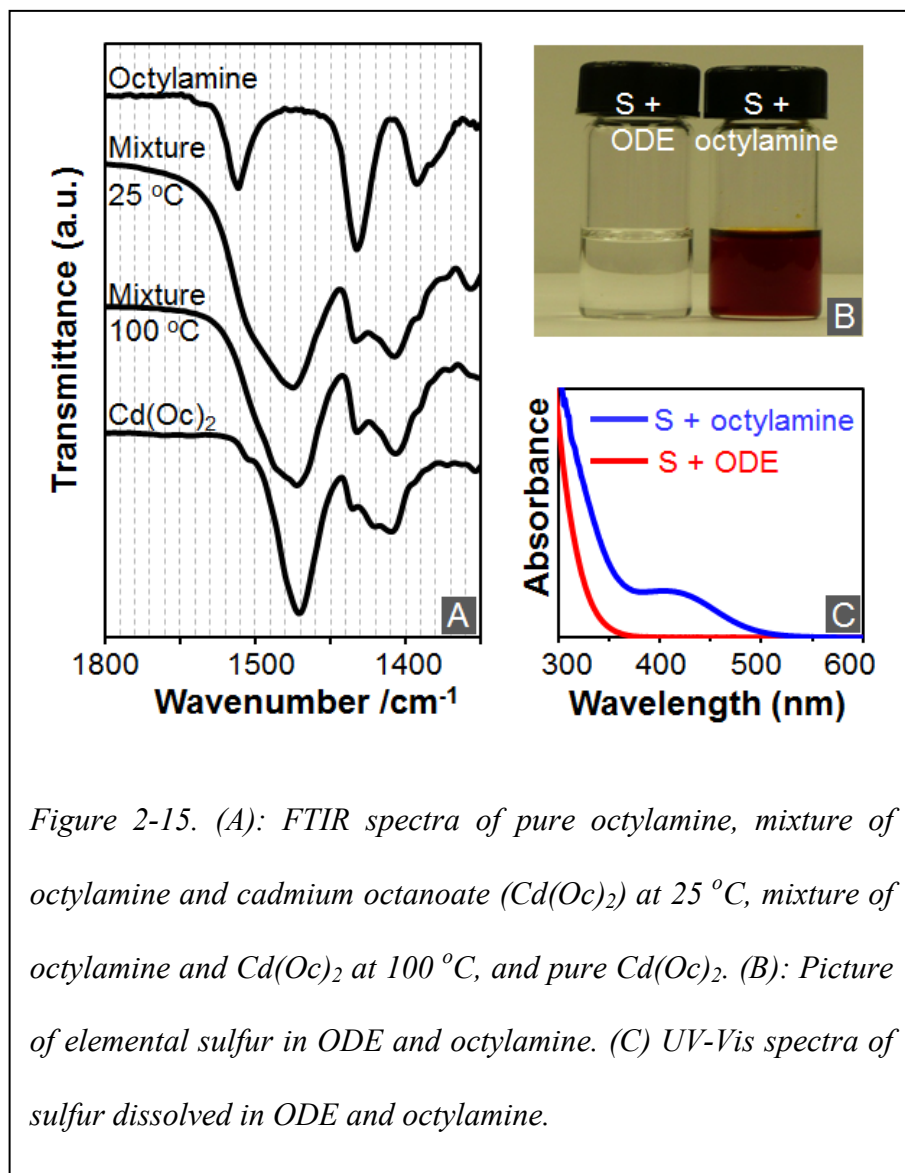 Octylamine
Mixture
25 °C
Mixture
100 °C
Cd(Oc)2
Transmittance (a.u.)
A
1800 1500 1400
Wavenumber /cm-1
S + ODE
S + octylamine
B
Absorbance
S + octylamine
S + ODE
C
300 400 500 600
Wavelength (nm)
Figure 2-15. (A): FTIR spectra of pure octylamine, mixture of
octylamine and cadmium octanoate (Cd(Oc)2) at 25 °C, mixture of
octylamine and Cd(Oc)2 at 100 °C, and pure Cd(Oc)2. (B): Picture
of elemental sulfur in ODE and octylamine. (C) UV-Vis spectra of
sulfur dissolved in ODE and octylamine.